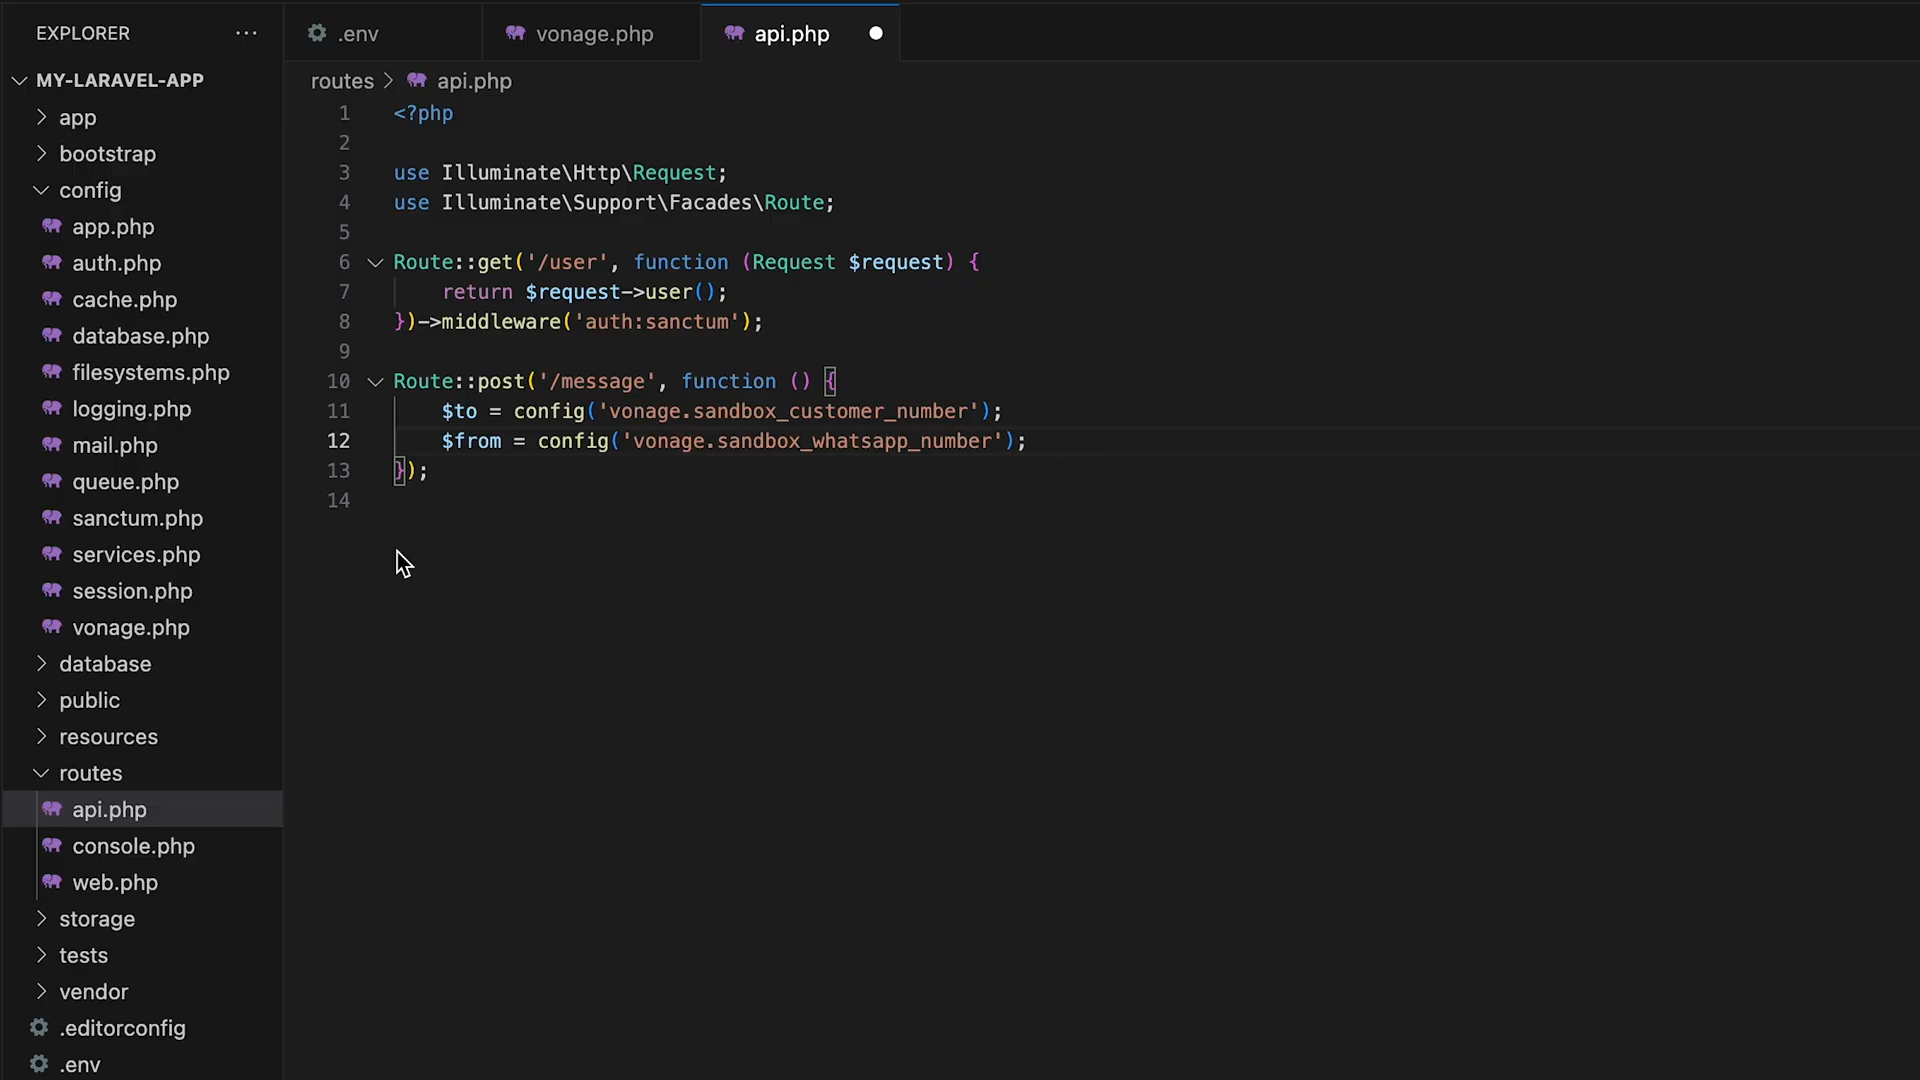 EXPLORER ...
MY-LARAVEL-APP
app
bootstrap
config
app.php
auth.php
cache.php
database.php
filesystems.php
logging.php
mail.php
queue.php
sanctum.php
services.php
session.php
vonage.php
database
public
resources
routes
api.php
console.php
web.php
storage
tests
vendor
.editorconfig
.env
.env vonage.php api.php
routes > api.php
1 <?php
2
3 use Illuminate\Http\Request;
4 use Illuminate\Support\Facades\Route;
5
6 Route::get('/user', function (Request $request) {
7     return $request->user();
8 })->middleware('auth:sanctum');
9
10 Route::post('/message', function () {
11     $to = config('vonage.sandbox_customer_number');
12     $from = config('vonage.sandbox_whatsapp_number');
13 });
14